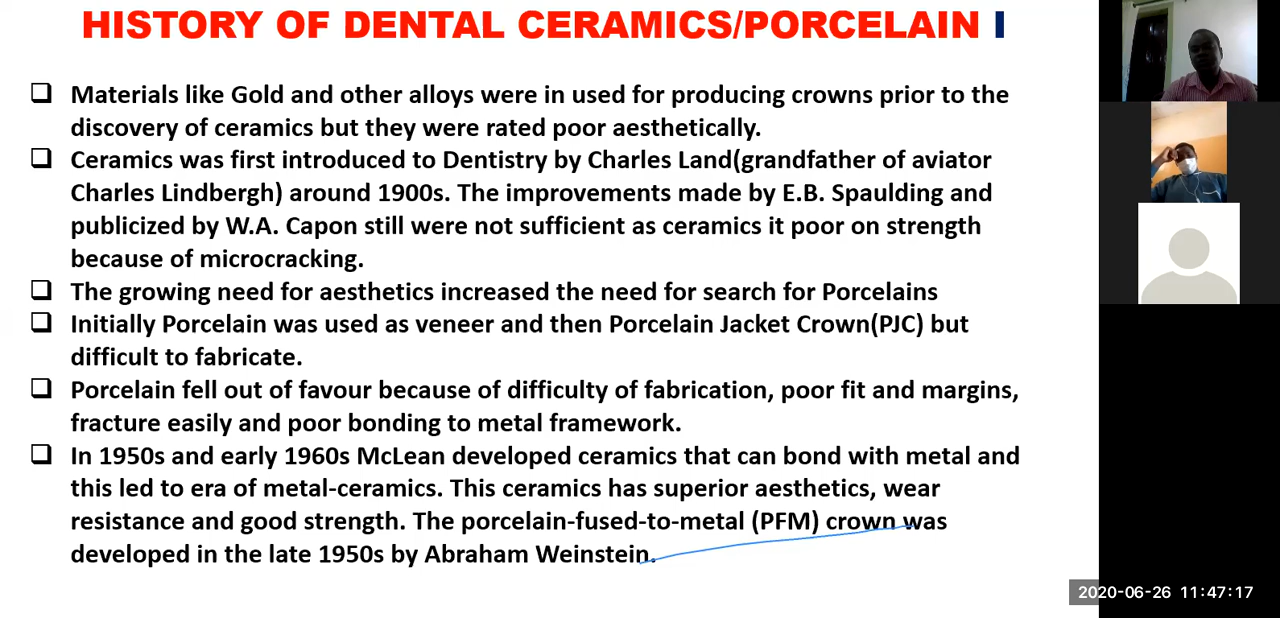 HISTORY OF DENTAL CERAMICS/PORCELAIN I
❑ Materials like Gold and other alloys were in used for producing crowns prior to the
discovery of ceramics but they were rated poor aesthetically.
❑ Ceramics was first introduced to Dentistry by Charles Land(grandfather of aviator
Charles Lindbergh) around 1900s. The improvements made by E.B. Spaulding and
publicized by W.A. Capon still were not sufficient as ceramics it poor on strength
because of microcracking.
❑ The growing need for aesthetics increased the need for search for Porcelains
❑ Initially Porcelain was used as veneer and then Porcelain Jacket Crown(PJC) but
difficult to fabricate.
❑ Porcelain fell out of favour because of difficulty of fabrication, poor fit and margins,
fracture easily and poor bonding to metal framework.
❑ In 1950s and early 1960s McLean developed ceramics that can bond with metal and
this led to era of metal-ceramics. This ceramics has superior aesthetics, wear
resistance and good strength. The porcelain-fused-to-metal (PFM) crown was
developed in the late 1950s by Abraham Weinstein.
2020-06-26 11:47:17